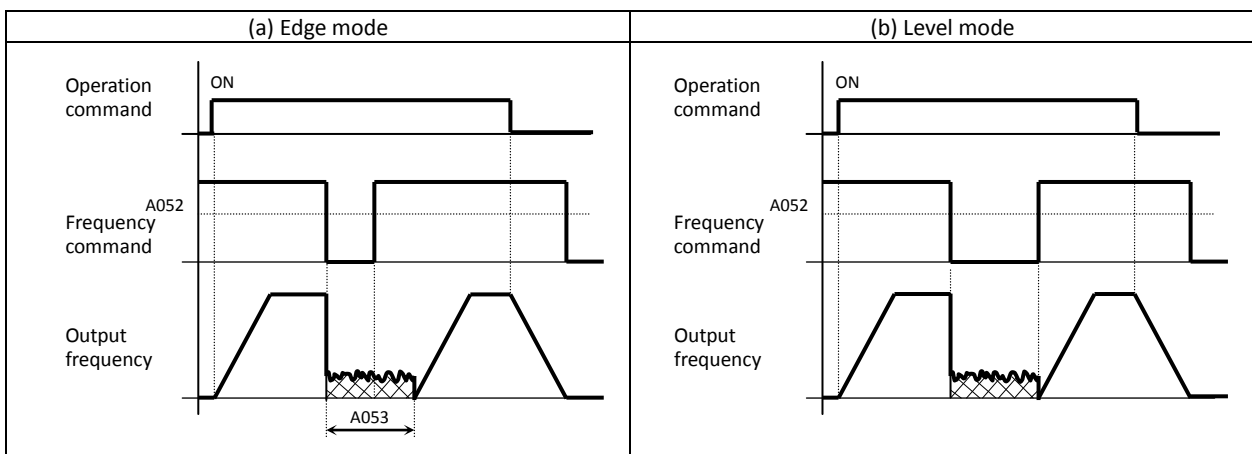 (a) Edge mode
(b) Level mode
Operation
command
ON
A052
Frequency
command
Output
frequency
A053
Operation
command
ON
A052
Frequency
command
Output
frequency